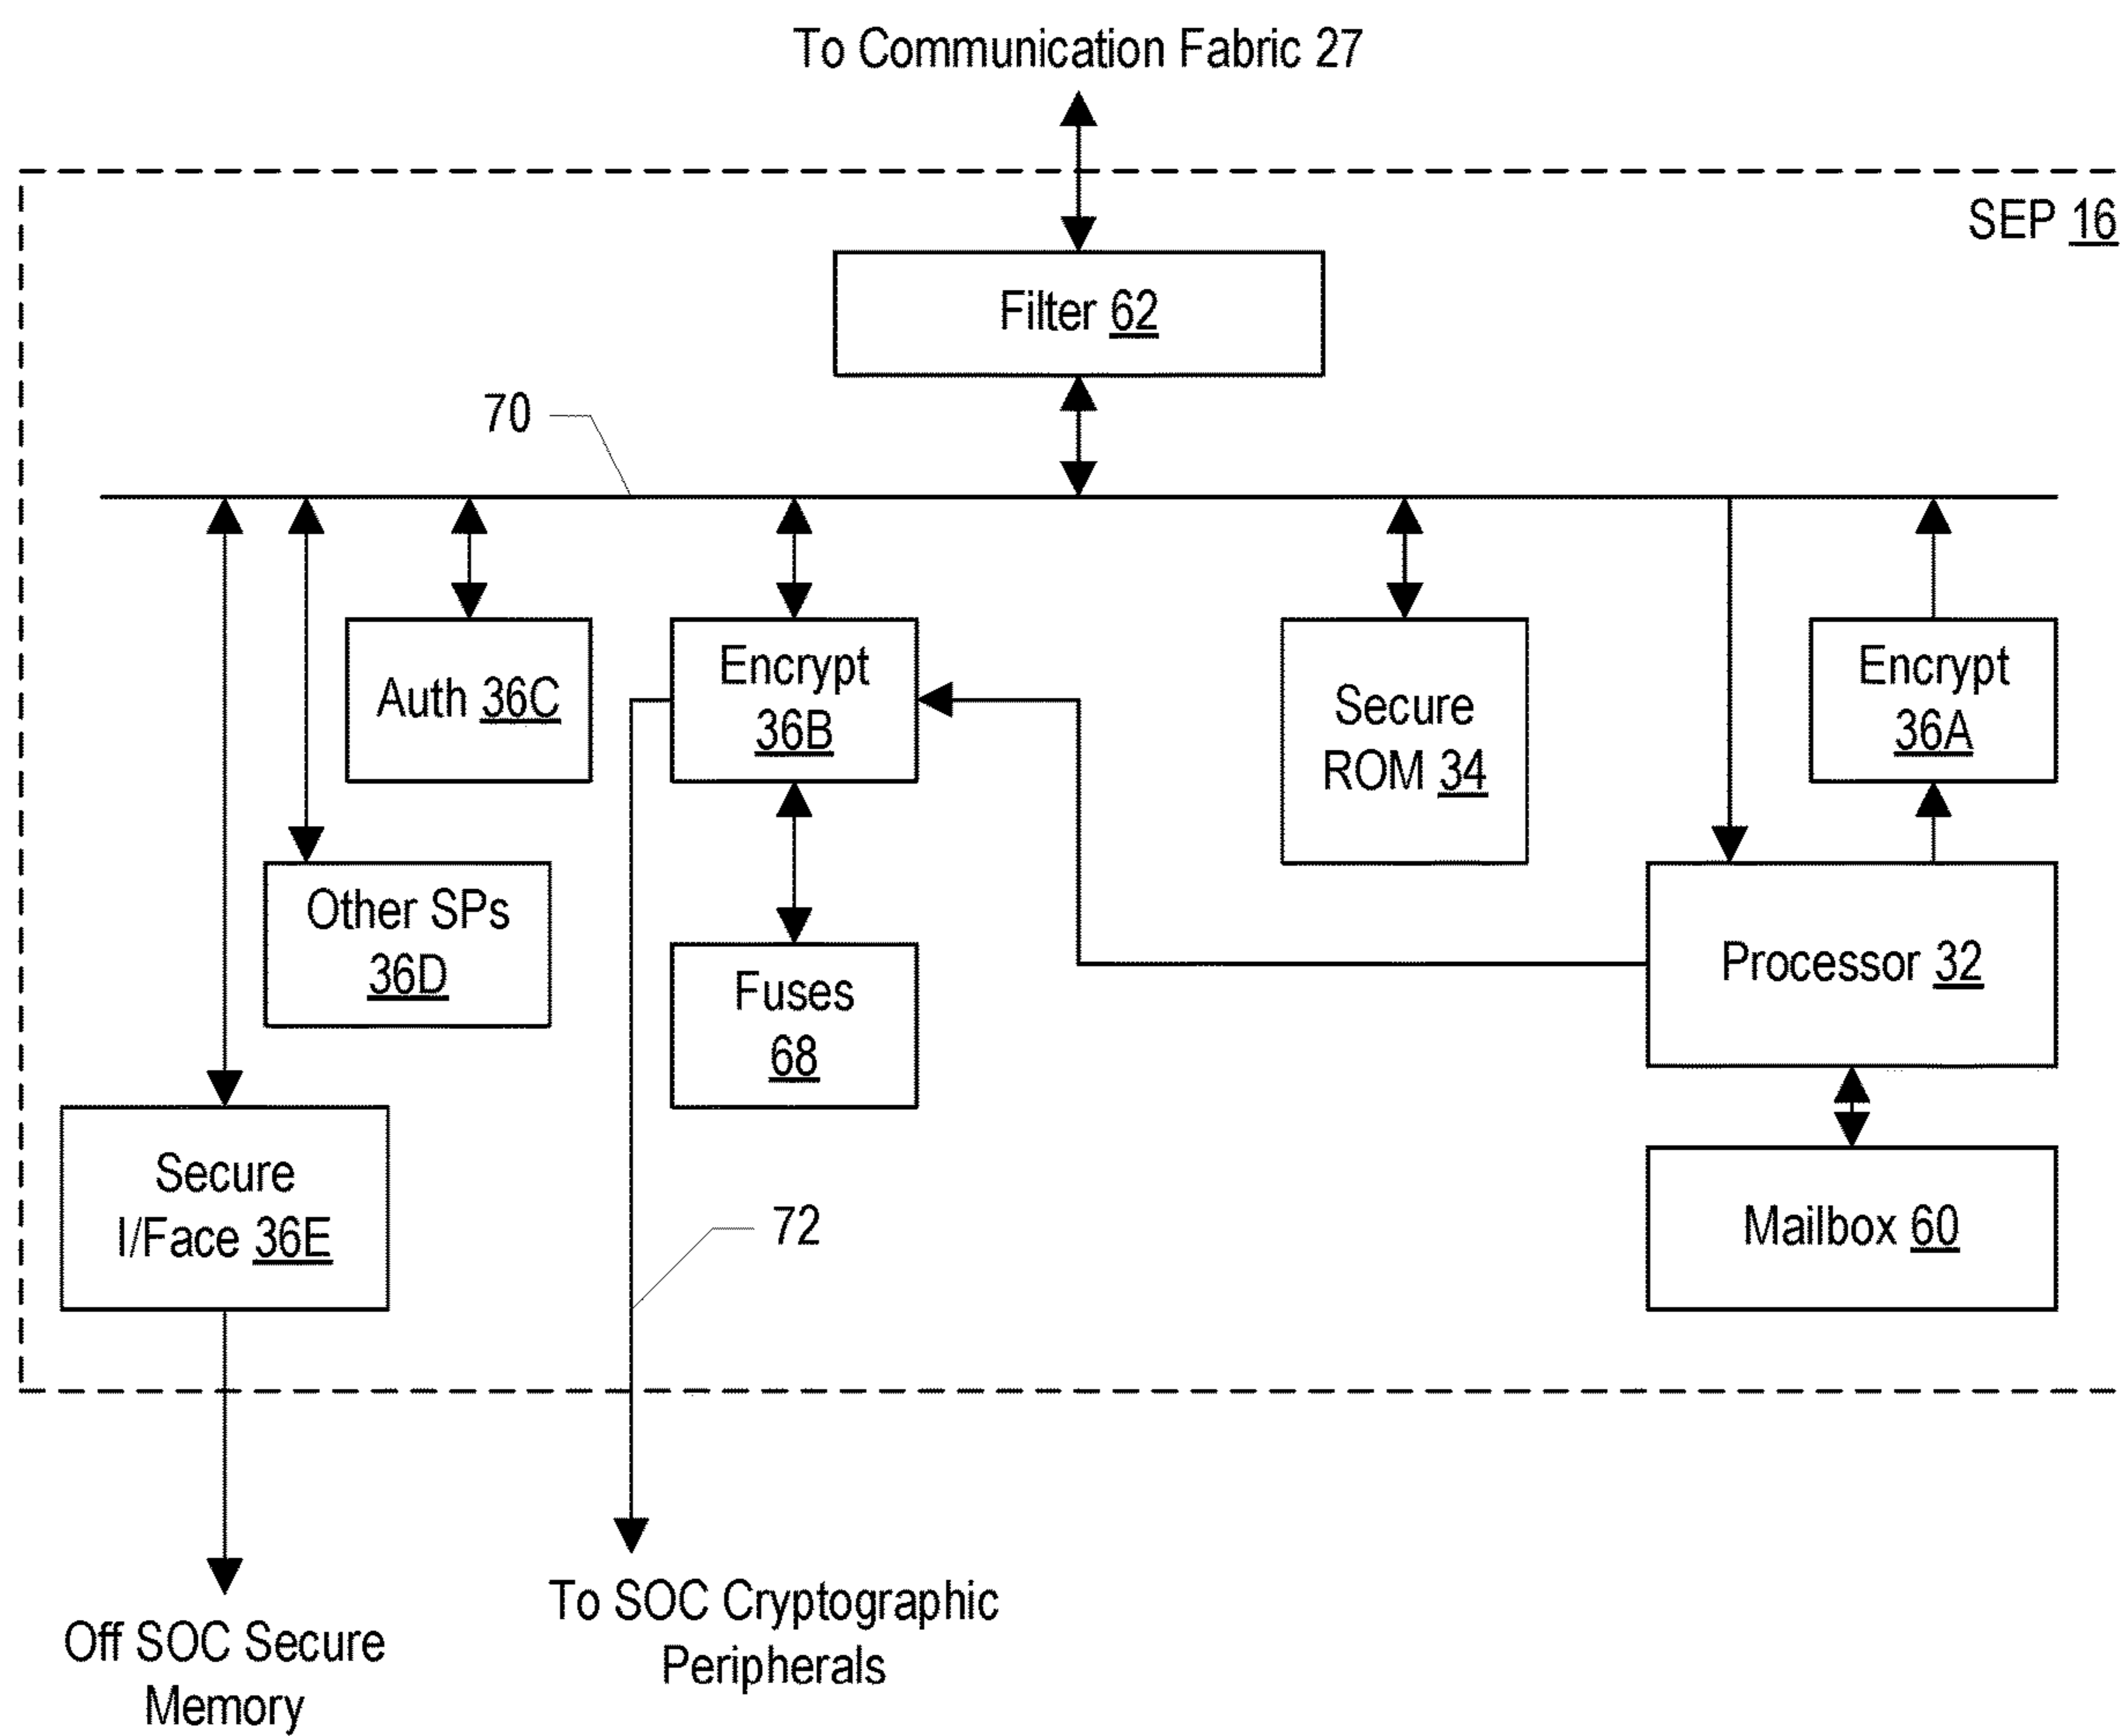 To Communication Fabric 27
SEP 16
Filter 62
70
Auth 36C
Encrypt
36B
Secure
ROM 34
Encrypt
36A
Other SPs
36D
Fuses
68
Processor 32
Secure
I/Face 36E
72
Mailbox 60
To SOC Cryptographic
Peripherals
Off SOC Secure
Memory